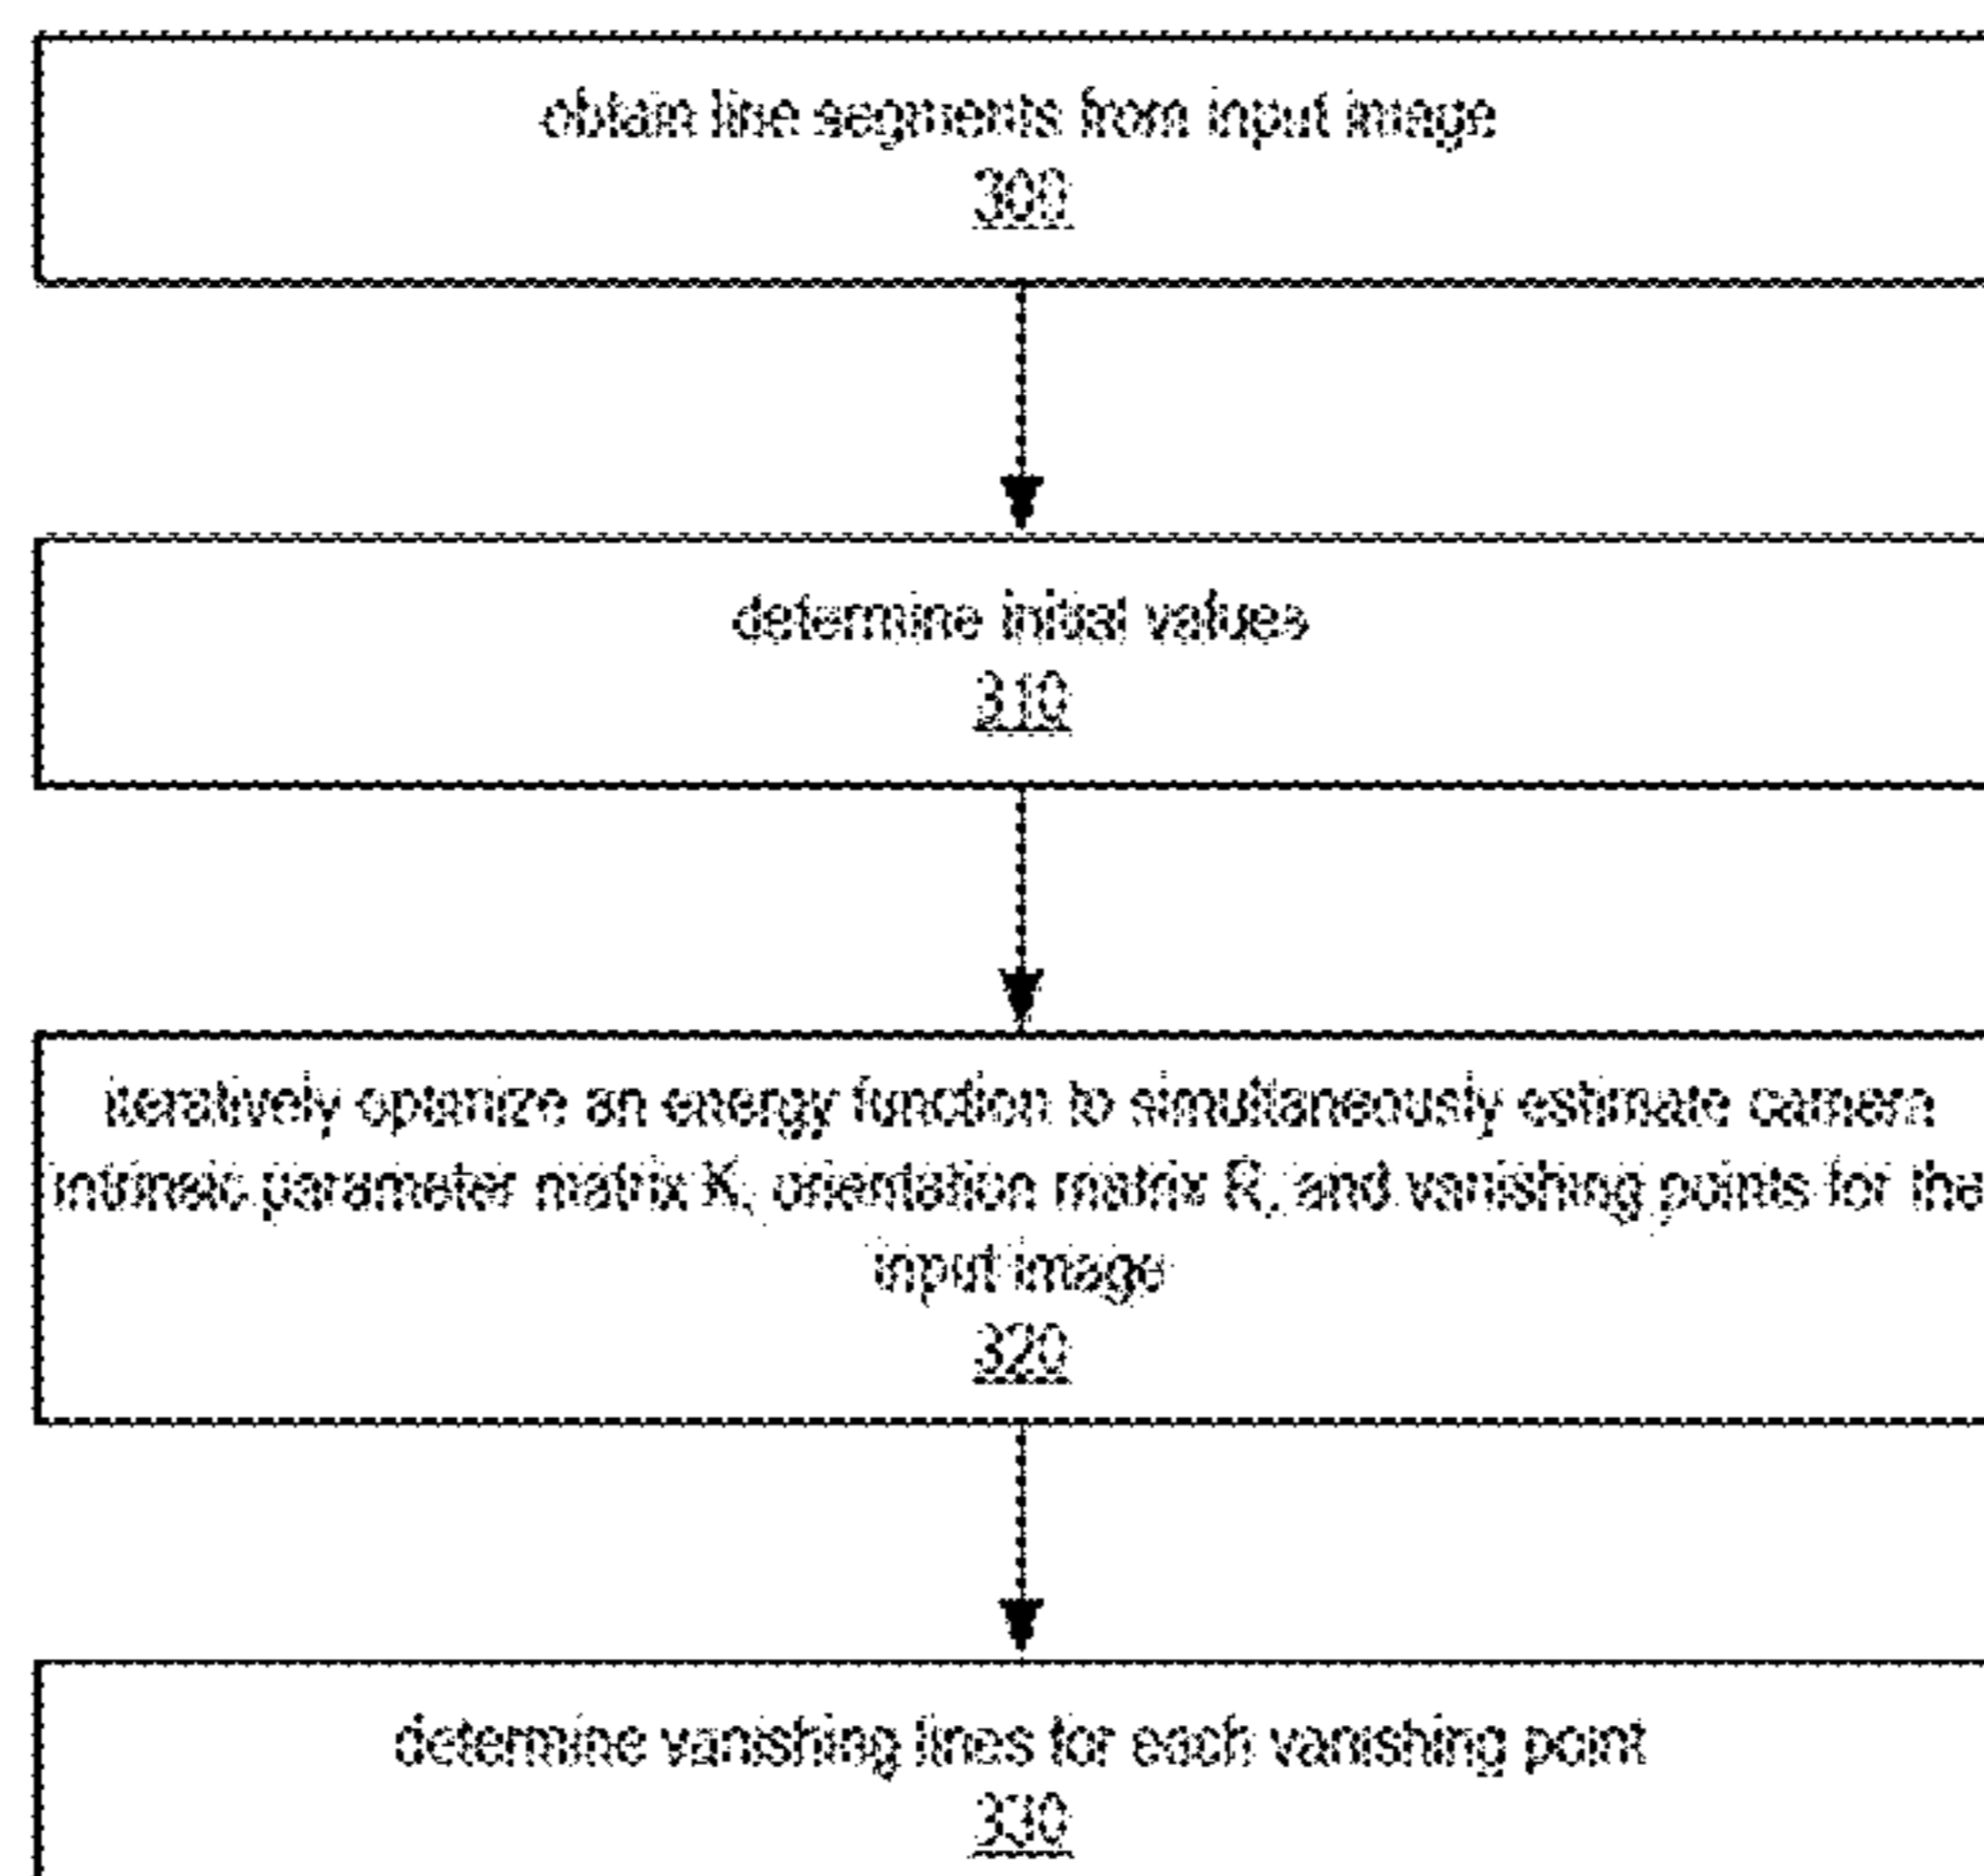 obtain line segments from input image
300
determine initial values
310
iteratively optimize an energy function to simultaneously estimate camera
intrinsic parameter matrix K, orientation matrix R, and vanishing points for the
input image
320
determine vanishing lines for each vanishing point
330